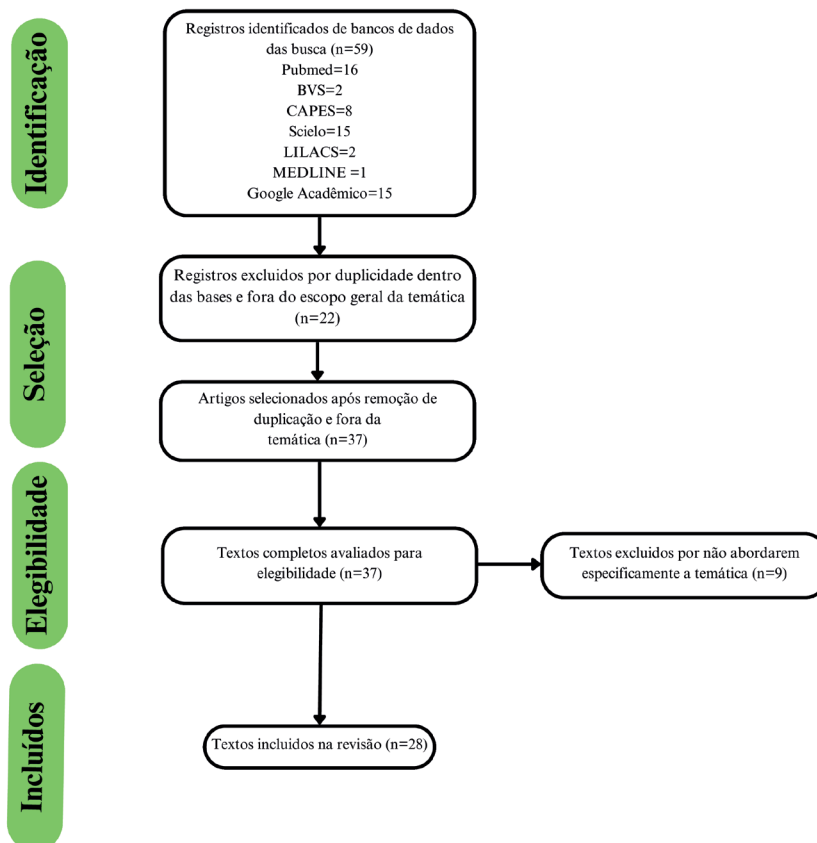 Identificação
Registros identificados de bancos de dados
das busca (n=59)
Pubmed=16
BVS=2
CAPES=8
Scielo=15
LILACS=2
MEDLINE =1
Google Acadêmico=15
Seleção
Registros excluidos por duplicidade dentro
das bases e fora do escopo geral da temática
(n=22)
Artigos selecionados após remoção de
duplicação e fora da
temática (n=37)
Elegibilidade
Textos completos avaliados para
elegibilidade (n=37)
Textos excluidos por não abordarem
especificamente a temática (n=9)
Incluídos
Textos incluidos na revisão (n=28)